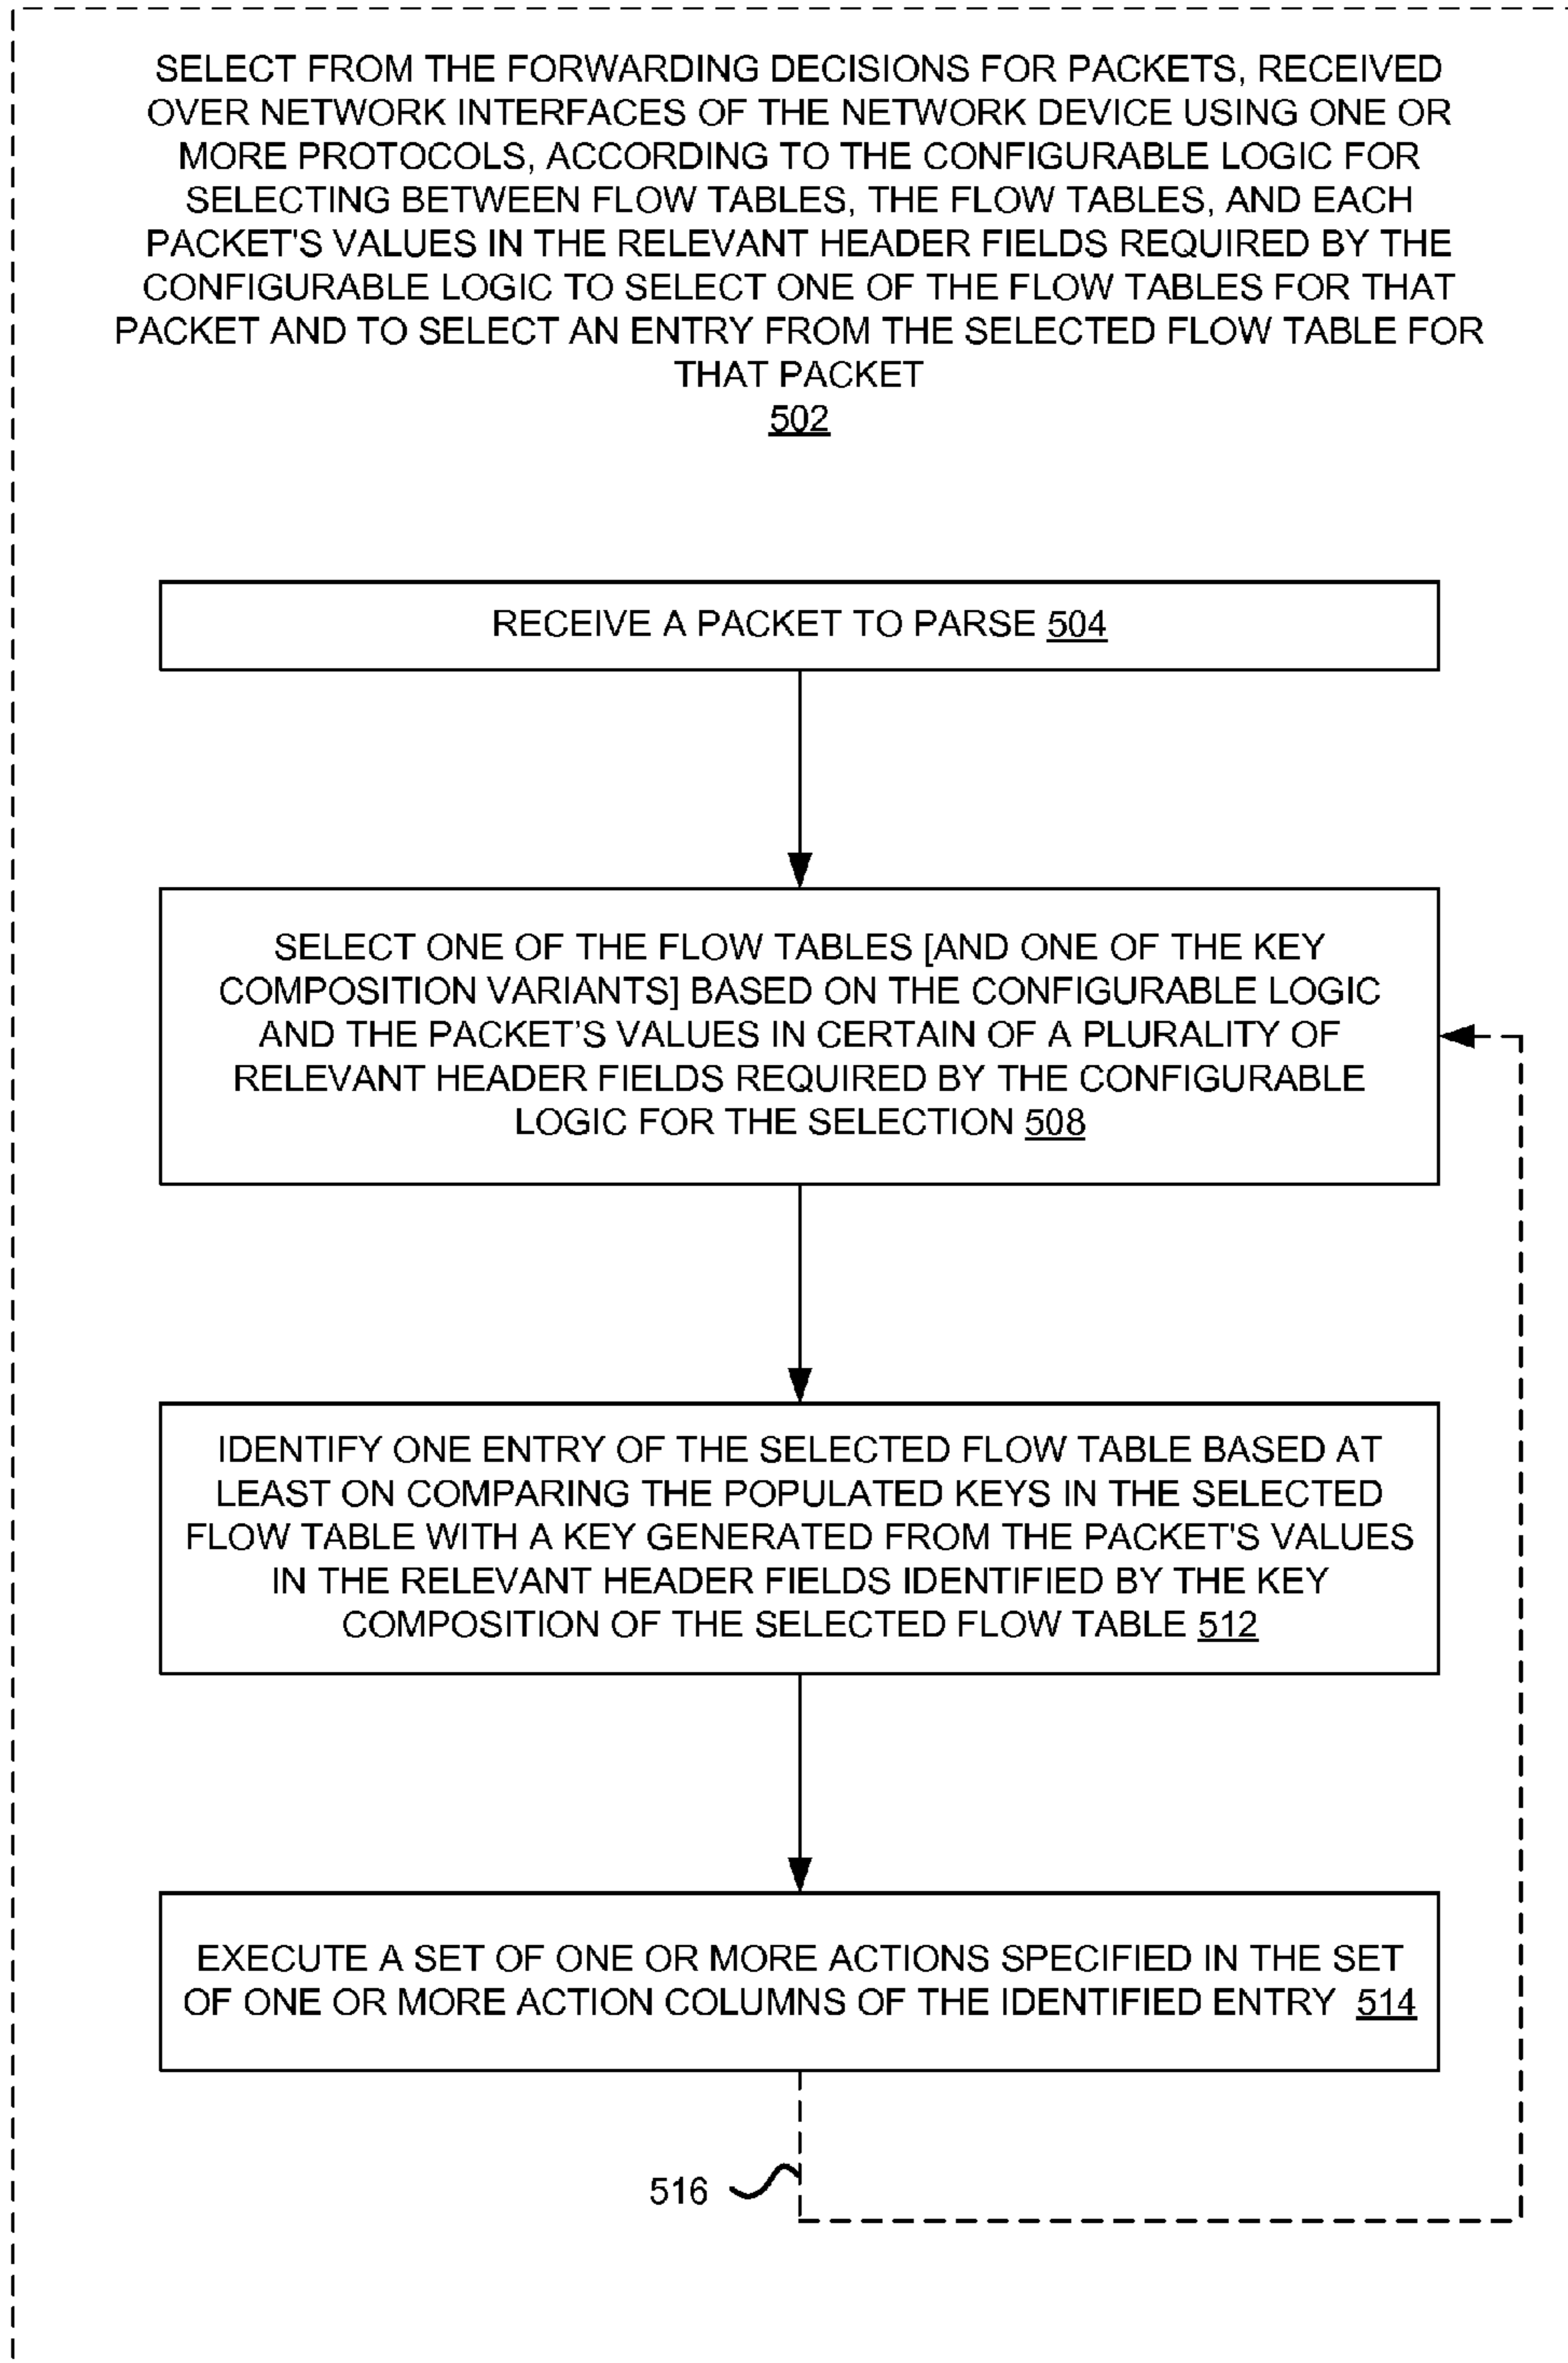 SELECT FROM THE FORWARDING DECISIONS FOR PACKETS, RECEIVED
OVER NETWORK INTERFACES OF THE NETWORK DEVICE USING ONE OR
MORE PROTOCOLS, ACCORDING TO THE CONFIGURABLE LOGIC FOR
SELECTING BETWEEN FLOW TABLES, THE FLOW TABLES, AND EACH
PACKET'S VALUES IN THE RELEVANT HEADER FIELDS REQUIRED BY THE
CONFIGURABLE LOGIC TO SELECT ONE OF THE FLOW TABLES FOR THAT
PACKET AND TO SELECT AN ENTRY FROM THE SELECTED FLOW TABLE FOR
THAT PACKET
502
RECEIVE A PACKET TO PARSE 504
SELECT ONE OF THE FLOW TABLES [AND ONE OF THE KEY
COMPOSITION VARIANTS] BASED ON THE CONFIGURABLE LOGIC
AND THE PACKET’S VALUES IN CERTAIN OF A PLURALITY OF
RELEVANT HEADER FIELDS REQUIRED BY THE CONFIGURABLE
LOGIC FOR THE SELECTION 508
IDENTIFY ONE ENTRY OF THE SELECTED FLOW TABLE BASED AT
LEAST ON COMPARING THE POPULATED KEYS IN THE SELECTED
FLOW TABLE WITH A KEY GENERATED FROM THE PACKET'S VALUES
IN THE RELEVANT HEADER FIELDS IDENTIFIED BY THE KEY
COMPOSITION OF THE SELECTED FLOW TABLE 512
EXECUTE A SET OF ONE OR MORE ACTIONS SPECIFIED IN THE SET
OF ONE OR MORE ACTION COLUMNS OF THE IDENTIFIED ENTRY 514
516